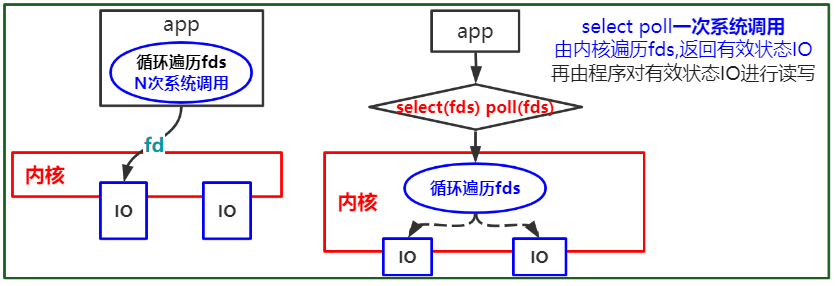 app
循环遍历fds
N次系统调用
fd
内核
IO
IO
app
select(fds) poll(fds)
内核
循环遍历fds
IO
IO
select poll一次系统调用
由内核遍历fds,返回有效状态IO
再由程序对有效状态IO进行读写